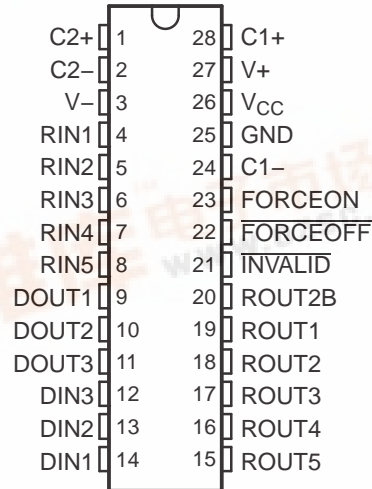 C2+ 1 28 C1+
C2− 2 27 V+
V− 3 26 VCC
RIN1 4 25 GND
RIN2 5 24 C1−
RIN3 6 23 FORCEON
RIN4 7 22 FORCEOFF
RIN5 8 21 INVALID
DOUT1 9 20 ROUT2B
DOUT2 10 19 ROUT1
DOUT3 11 18 ROUT2
DIN3 12 17 ROUT3
DIN2 13 16 ROUT4
DIN1 14 15 ROUT5